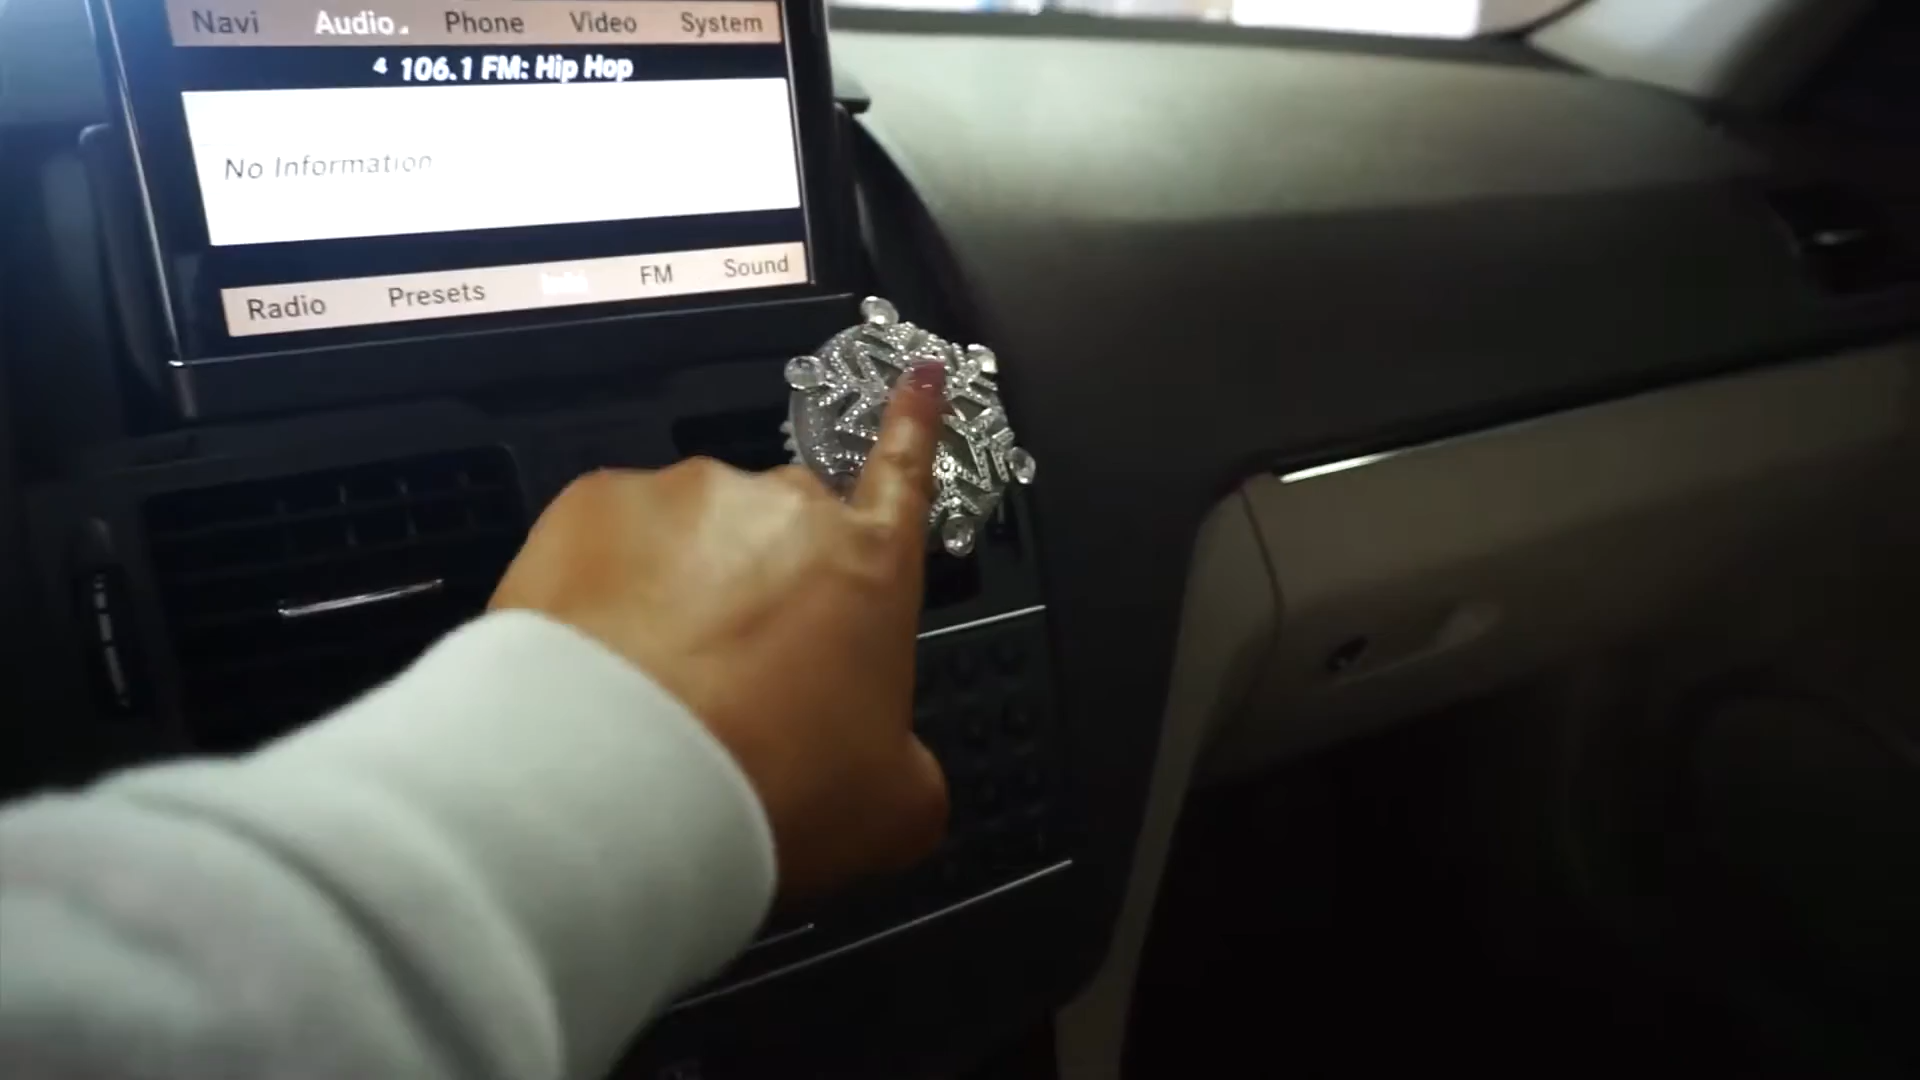 Navi Audio Phone Video System
4 106.1 FM: Hip Hop
No Information
Radio Presets FM Sound